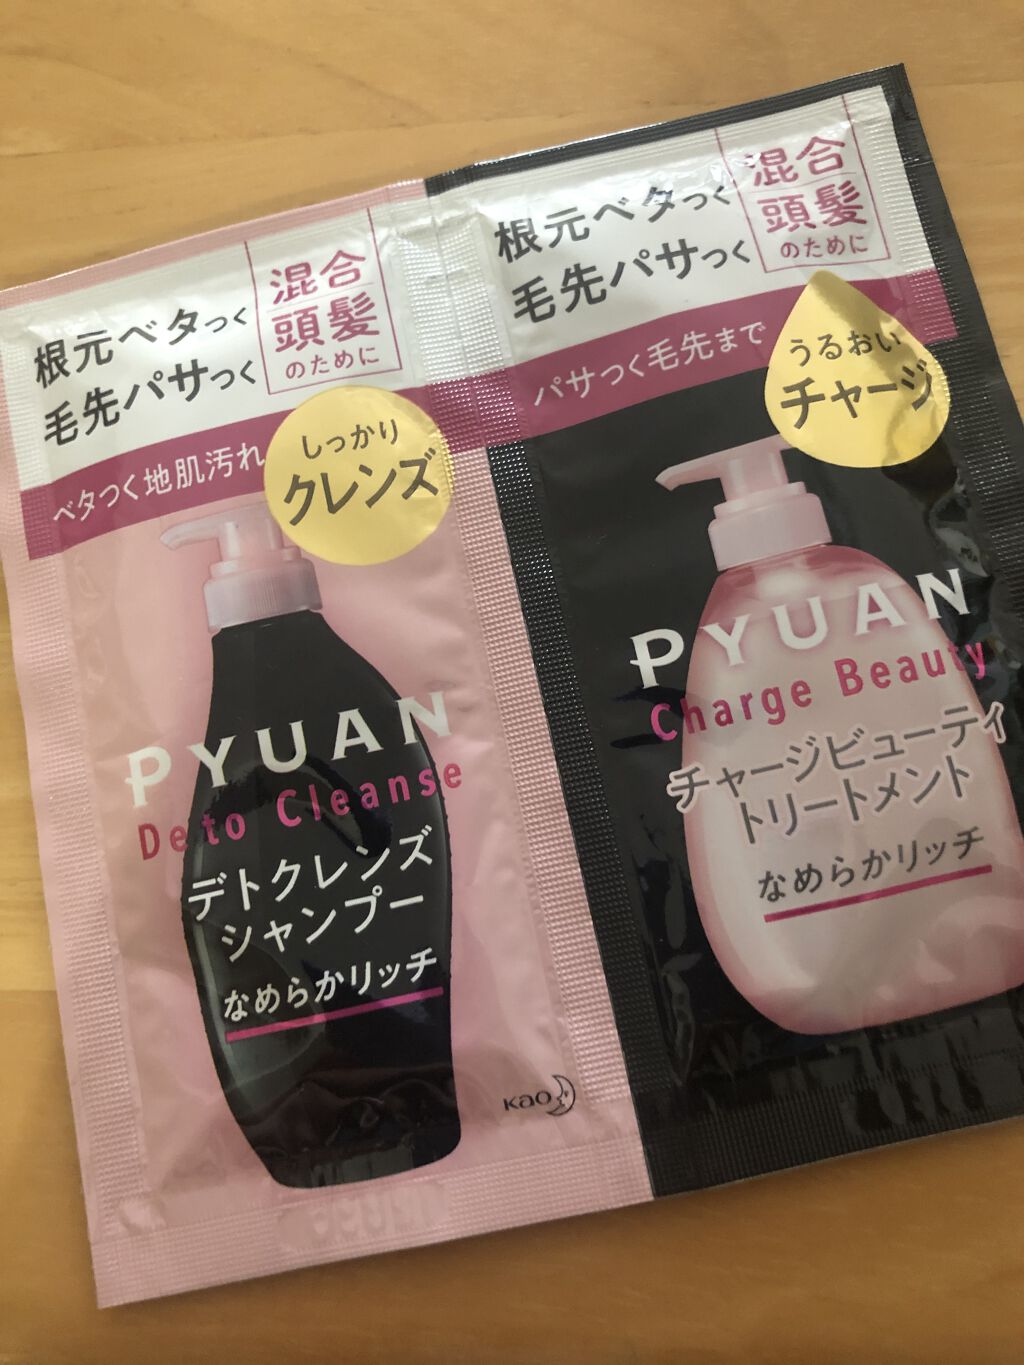 根元ベタつく
毛先パサつく
混合
頭髪
のために
ベタつく地肌汚れ
しっかり
クレンズ
PYUAN
Deto Cleanse
デトクレンズ
シャンプー
なめらかリッチ
Kao
根元ベタつく
毛先パサつく
混合
頭髪
のために
パサつく毛先まで
うるおい
チャージ
PYUAN
Charge Beauty
チャージビューティ
トリートメント
なめらかリッチ